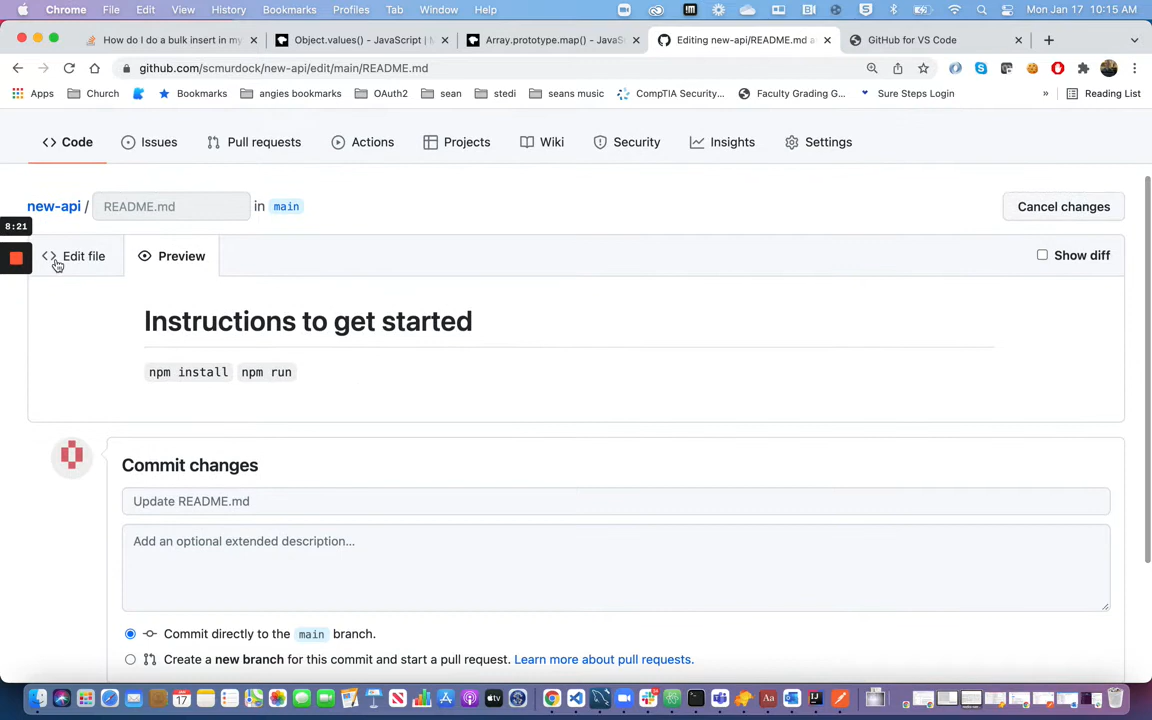 Chrome File Edit View History Bookmarks Profiles Tab Window Help Mon Jan 17 10:15 AM
How do I do a bulk insert in my Object.values() - JavaScript | Array.prototype.map() - JavaS Editing new-api/README.md a GitHub for VS Code
github.com/scmurdock/new-api/edit/main/README.md
Apps Church Bookmarks angies bookmarks OAuth2 sean stedi seans music CompTIA Security... Faculty Grading G... Sure Steps Login » Reading List
Code Issues Pull requests Actions Projects Wiki Security Insights Settings
new-api / README.md in main Cancel changes
8:21
Edit file Preview Show diff
Instructions to get started
npm install npm run
Commit changes
Update README.md
Add an optional extended description...
Commit directly to the main branch.
Create a new branch for this commit and start a pull request. Learn more about pull requests.